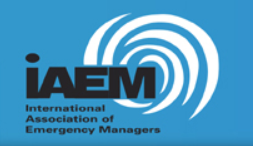 iAEM
International
Association of
Emergency Managers